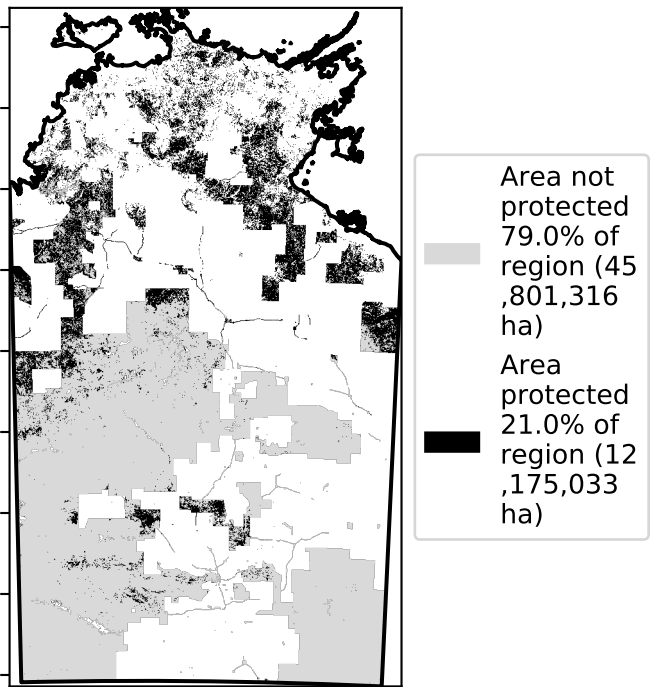 Area not
protected
79.0% of
region (45
,801,316
ha)
Area
protected
21.0% of
region (12
,175,033
ha)